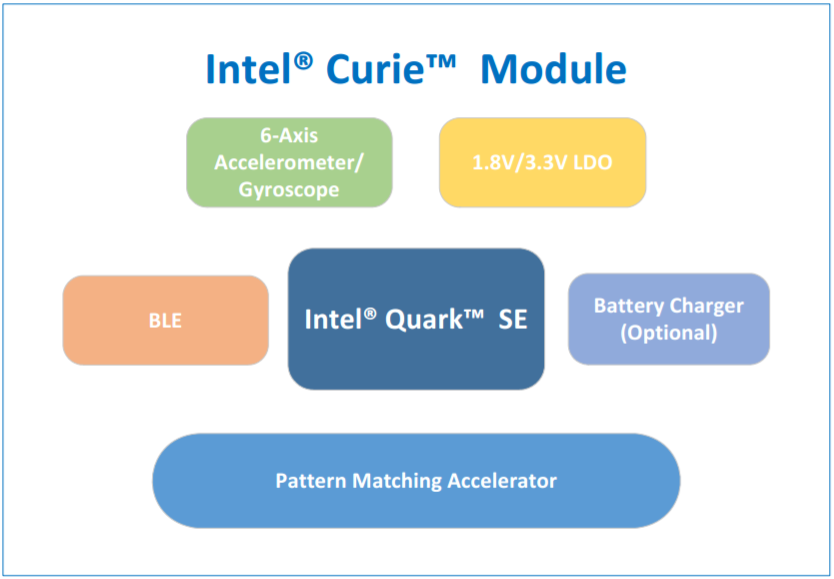 Intel® Curie™ Module
6-Axis
Accelerometer/
Gyroscope
1.8V/3.3V LDO
BLE
Intel® Quark™ SE
Battery Charger
(Optional)
Pattern Matching Accelerator